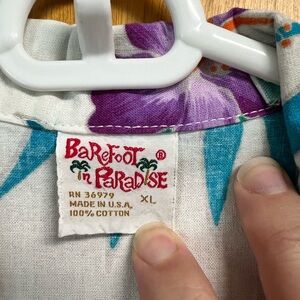 BaReFooT ®
in PaRaDiSE
RN 36979
MADE IN U.S.A.
100% COTTON
XL